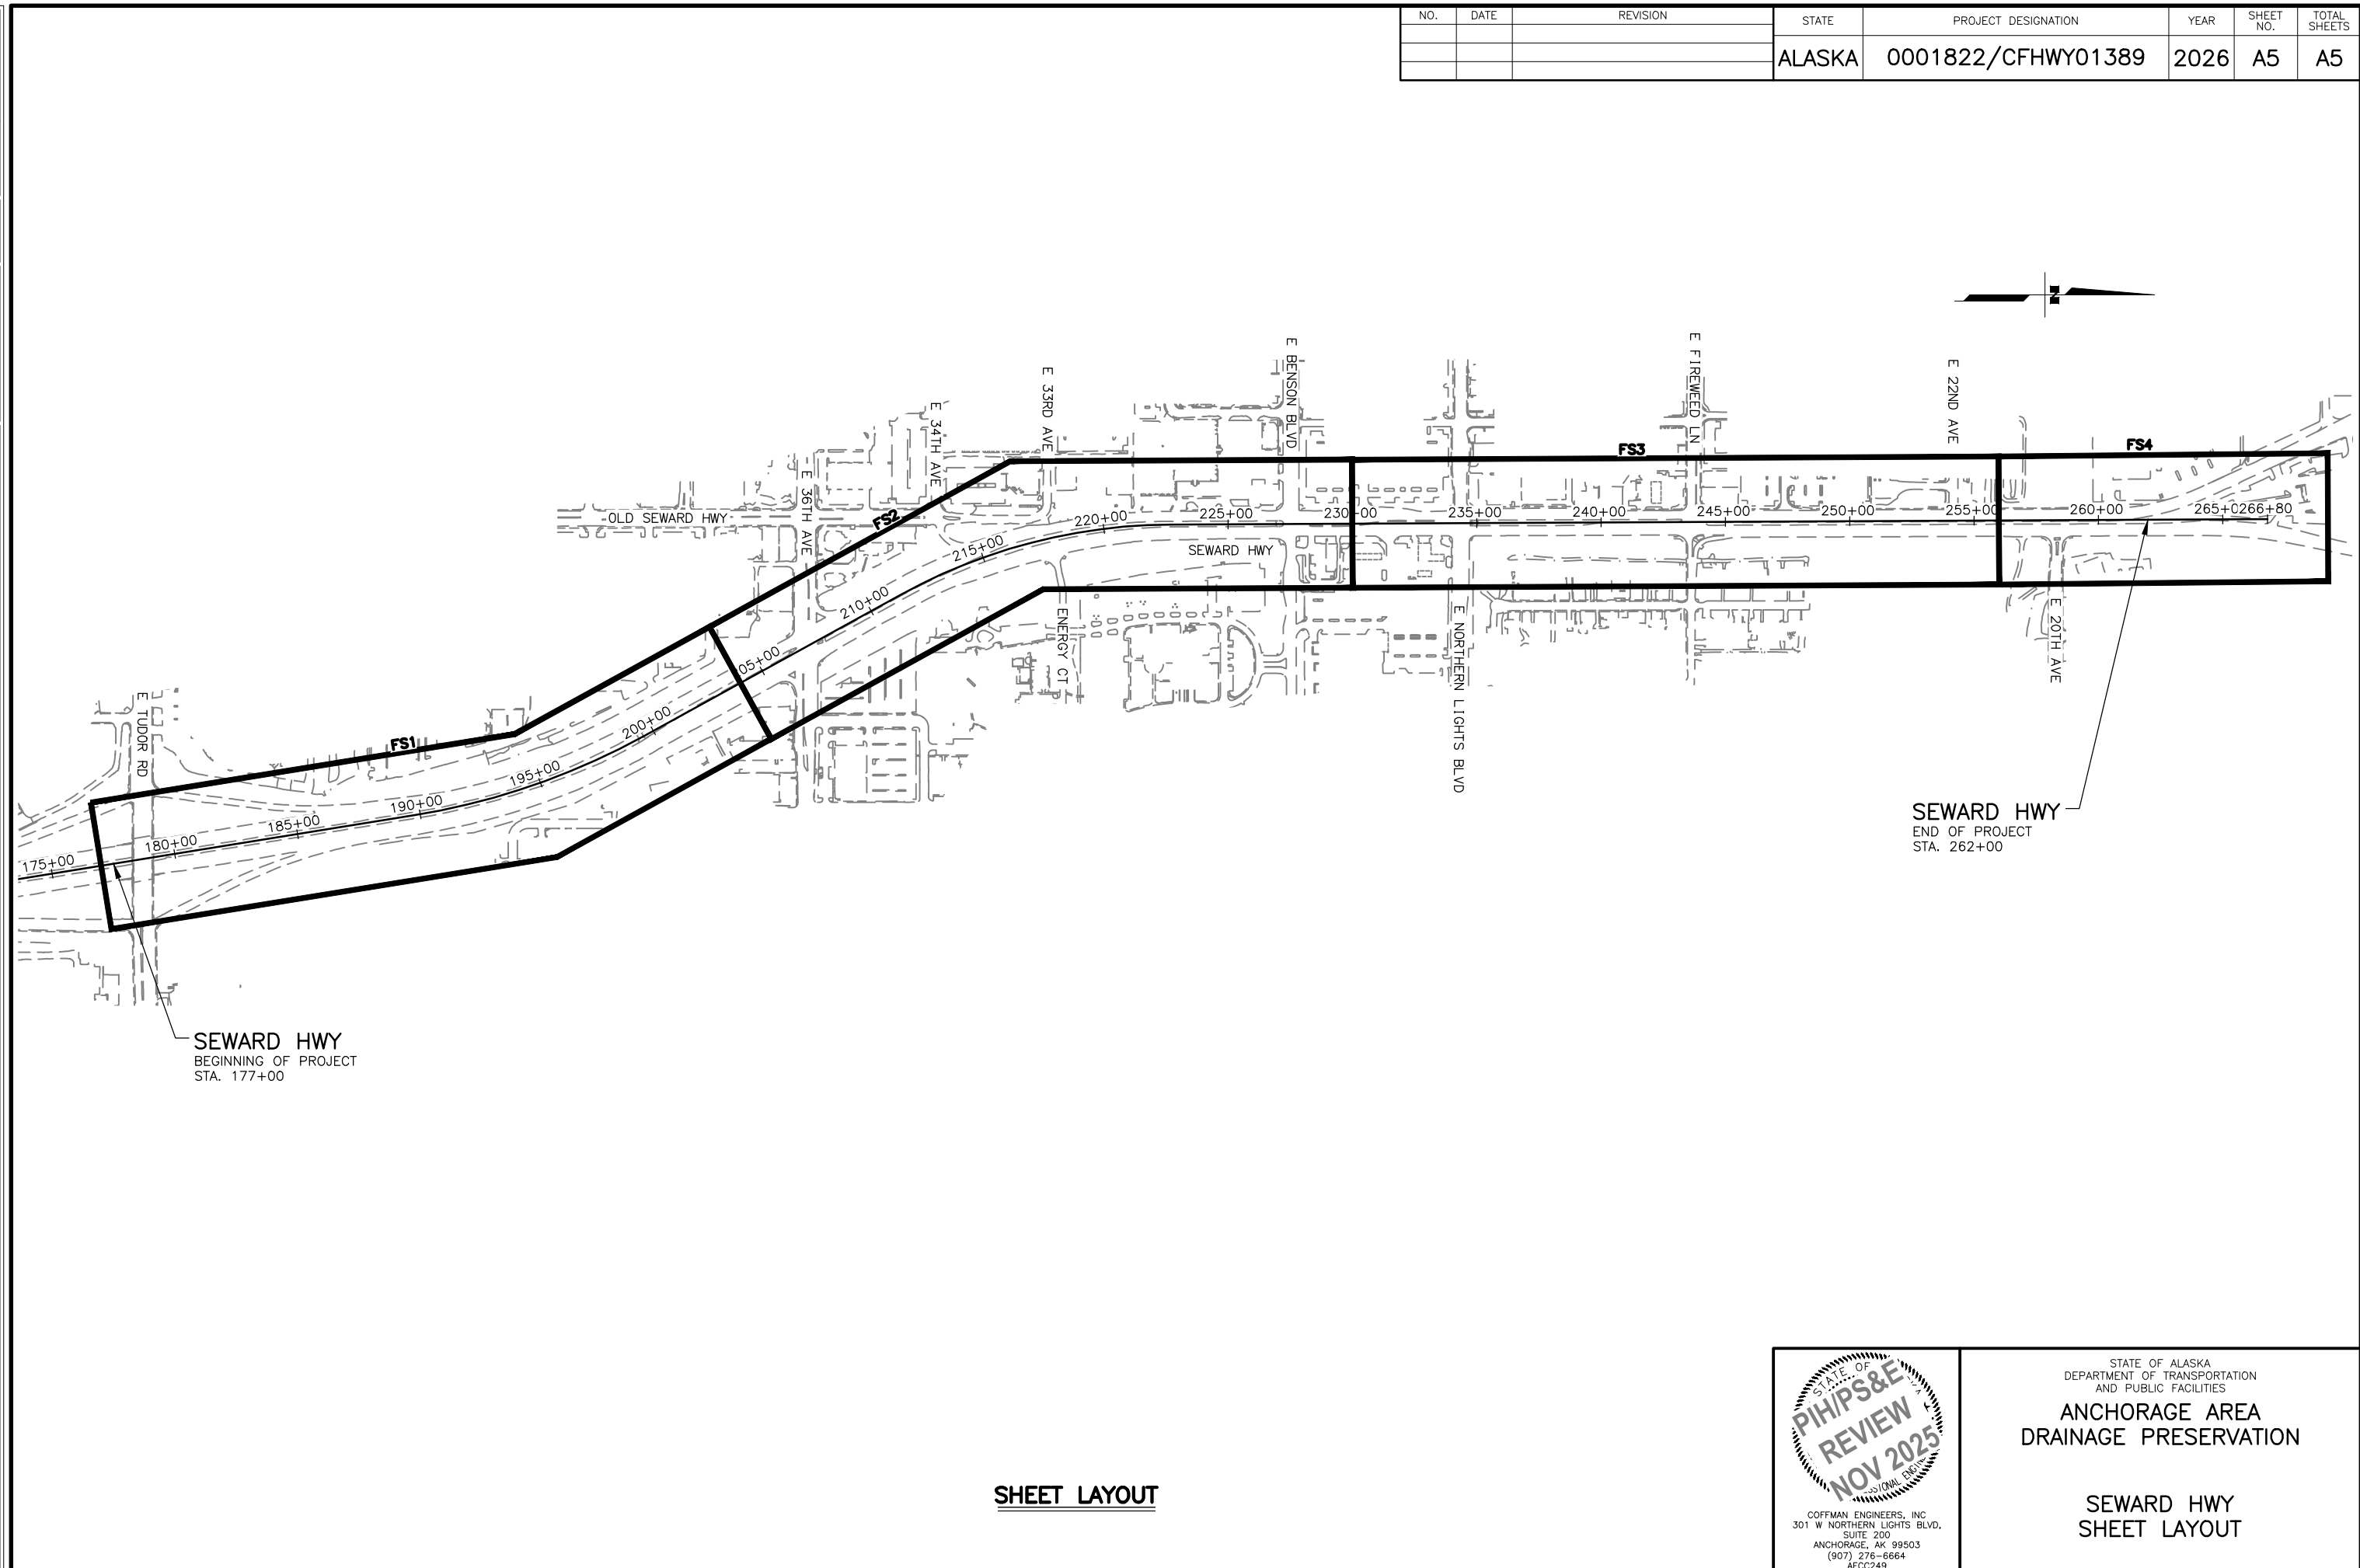 NO. DATE REVISION STATE PROJECT DESIGNATION YEAR SHEET NO. TOTAL SHEETS
ALASKA 0001822/CFHWY01389 2026 A5 A5
N
E 33RD AVE
E 34TH AVE
E 36TH AVE
E BENSON BLVD
E FIREWEED LN
E 22ND AVE
FS3
FS4
FS2
OLD SEWARD HWY
SEWARD HWY
220+00
225+00
230+00
235+00
240+00
245+00
250+00
255+00
260+00
266+80
215+00
210+00
200+00
195+00
190+00
185+00
180+00
175+00
FS1
E TUDOR RD
ENERGY CT
E NORTHERN LIGHTS BLVD
E 20TH AVE
SEWARD HWY
END OF PROJECT
STA. 262+00
SEWARD HWY
BEGINNING OF PROJECT
STA. 177+00
SHEET LAYOUT
STATE OF
PIH/PS&E
REVIEW
NOV 2025
COFFMAN ENGINEERS, INC
301 W NORTHERN LIGHTS BLVD,
SUITE 200
ANCHORAGE, AK 99503
(907) 276-6664
AECC249
STATE OF ALASKA
DEPARTMENT OF TRANSPORTATION
AND PUBLIC FACILITIES
ANCHORAGE AREA
DRAINAGE PRESERVATION
SEWARD HWY
SHEET LAYOUT